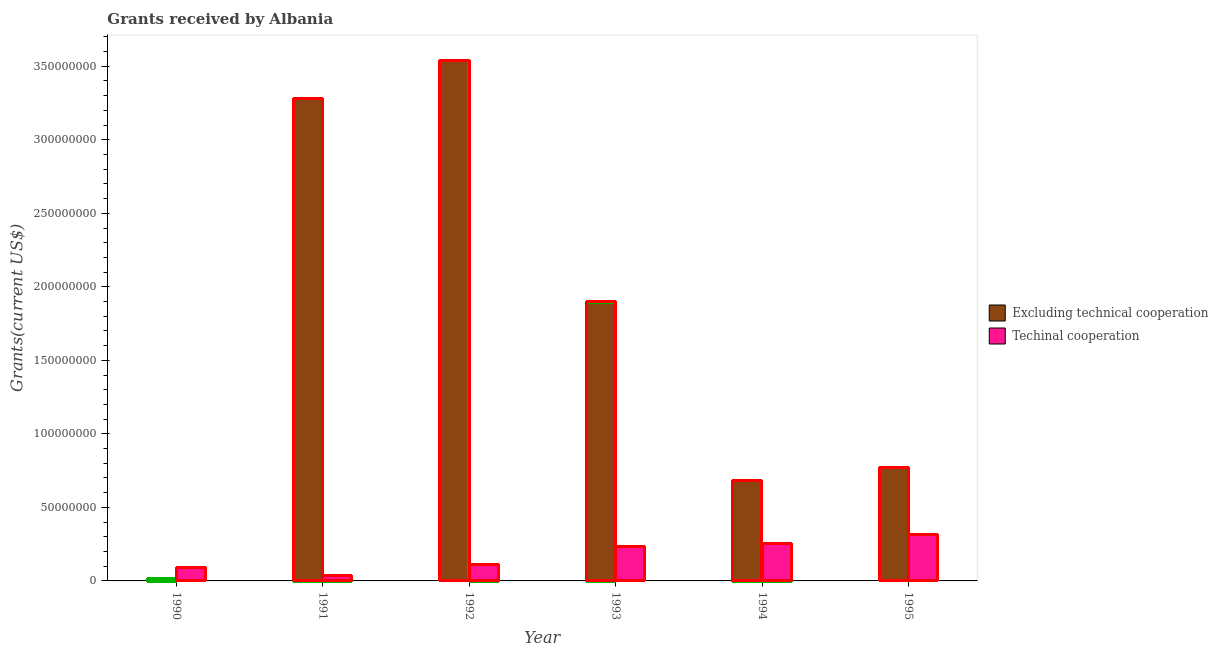 Grants received by Albania
Grants(current US$)
350000000
300000000
250000000
200000000
150000000
100000000
50000000
0
1990
1991
1992
1993
1994
1995
Year
Excluding technical cooperation
Techinal cooperation